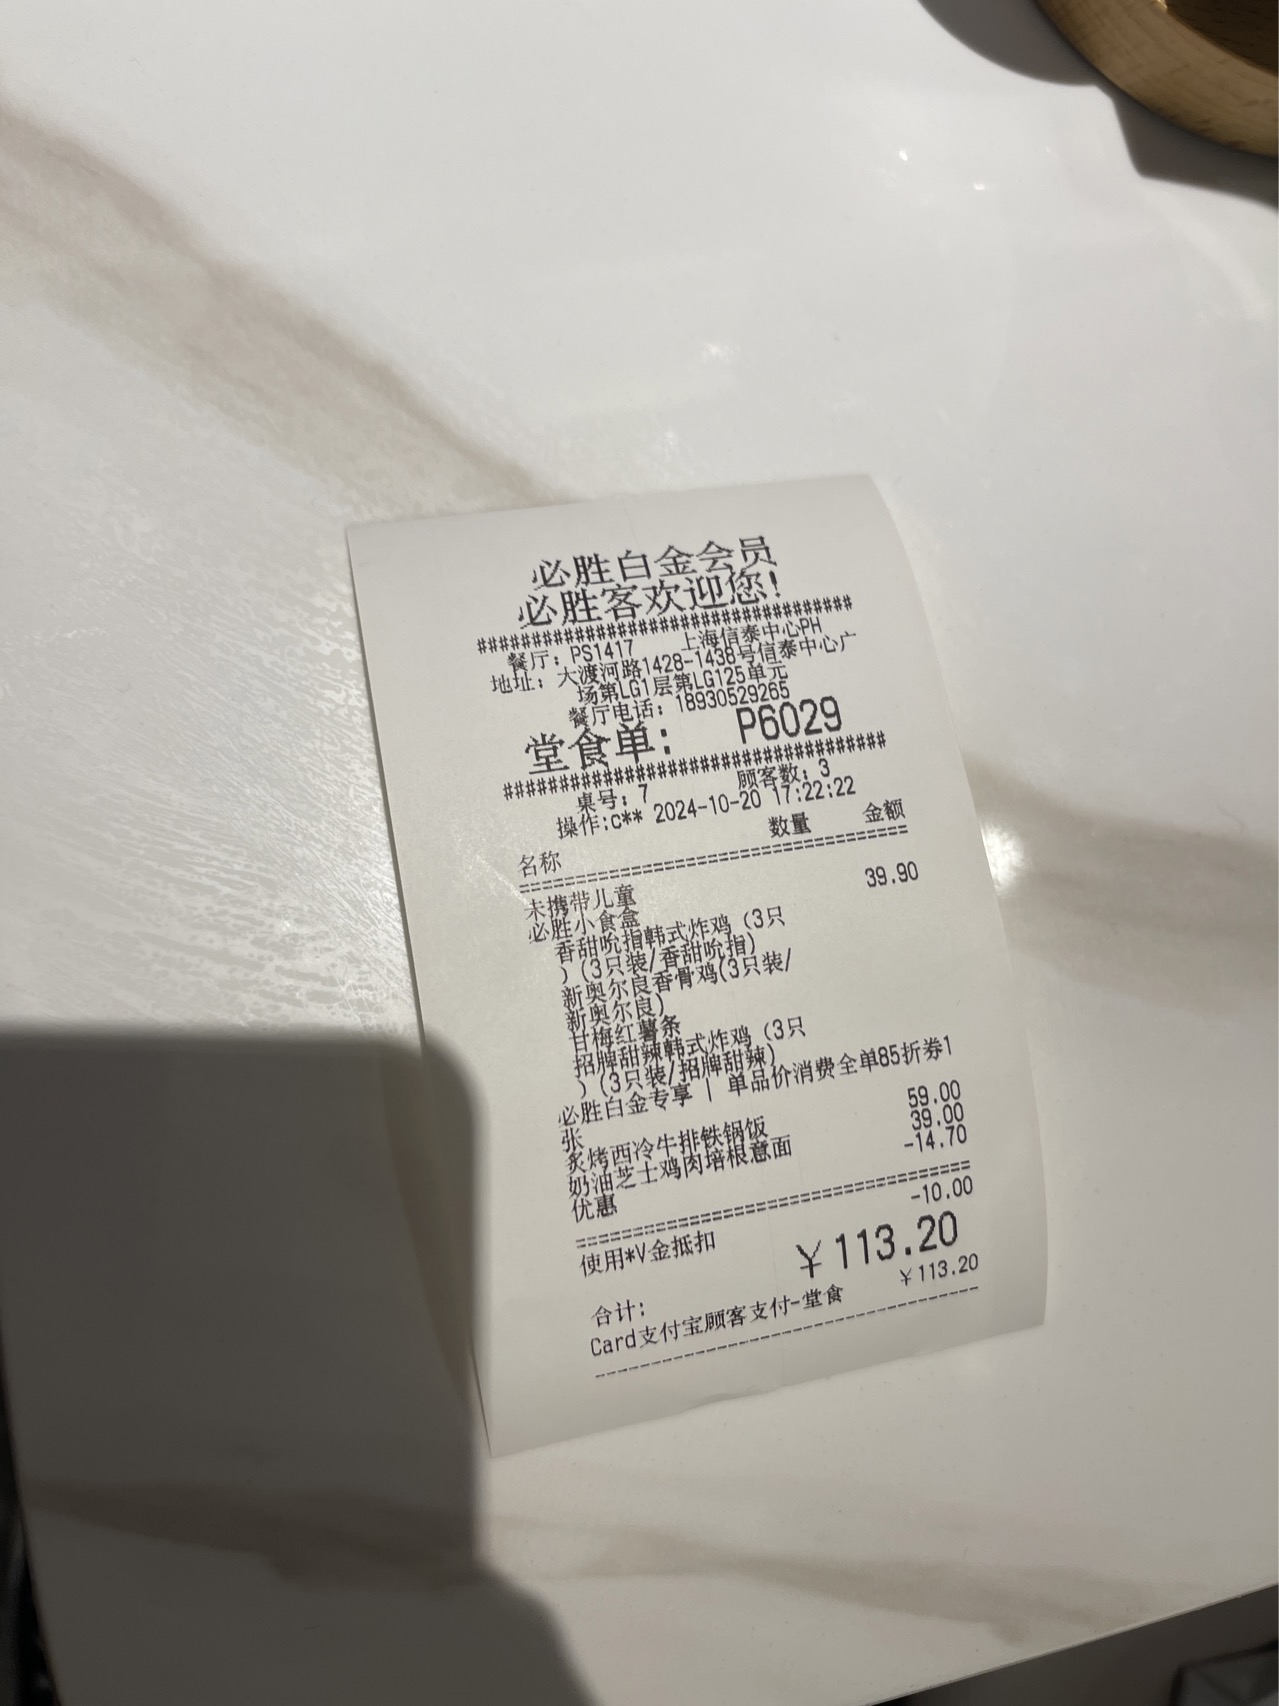 必胜白金会员
必胜客欢迎您!
##################################
餐厅: PS1417 上海信泰中心PH
地址: 大渡河路1428-1438号信泰中心广
场第LG1层第LG125单元
餐厅电话: 18930529265
堂食单: P6029
##################################
桌号: 7 顾客数: 3
操作:c** 2024-10-20 17:22:22
名称 数量 金额
未携带儿童
必胜小食盒 39.90
香甜吮指韩式炸鸡 (3只
) (3只装/香甜吮指)
新奥尔良香骨鸡(3只装/
新奥尔良)
甘梅红薯条
招牌甜辣韩式炸鸡 (3只
) (3只装/招牌甜辣)
必胜白金专享 | 单品价消费全单85折券1
张
炙烤西冷牛排铁锅饭 59.00
奶油芝士鸡肉培根意面 39.00
优惠 -14.70
使用*V金抵扣 -10.00
合计: ¥113.20
Card支付宝顾客支付-堂食 ¥113.20